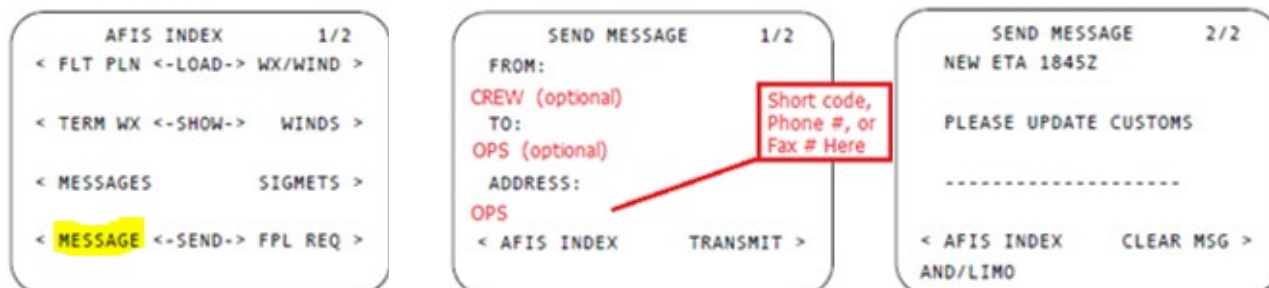 AFIS INDEX 1/2
< FLT PLN <-LOAD-> WX/WIND >
< TERM WX <-SHOW-> WINDS >
< MESSAGES SIGMETS >
< MESSAGE <-SEND-> FPL REQ >
SEND MESSAGE 1/2
FROM:
CREW (optional)
TO:
OPS (optional)
ADDRESS:
OPS
< AFIS INDEX TRANSMIT >
Short code,
Phone #, or
Fax # Here
SEND MESSAGE 2/2
NEW ETA 1845Z
PLEASE UPDATE CUSTOMS
--------------------
< AFIS INDEX CLEAR MSG >
AND/LIMO